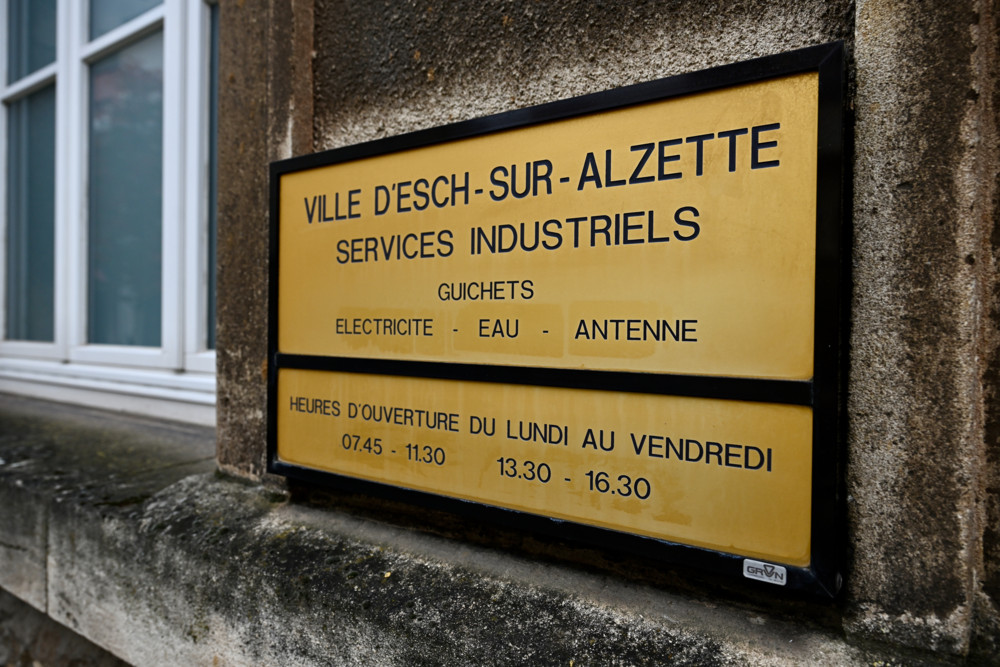 VILLE D'ESCH-SUR-ALZETTE
SERVICES INDUSTRIELS
GUICHETS
ELECTRICITE - EAU - ANTENNE
HEURES D'OUVERTURE DU LUNDI AU VENDREDI
07.45 - 11.30 13.30 - 16.30
GRÜN